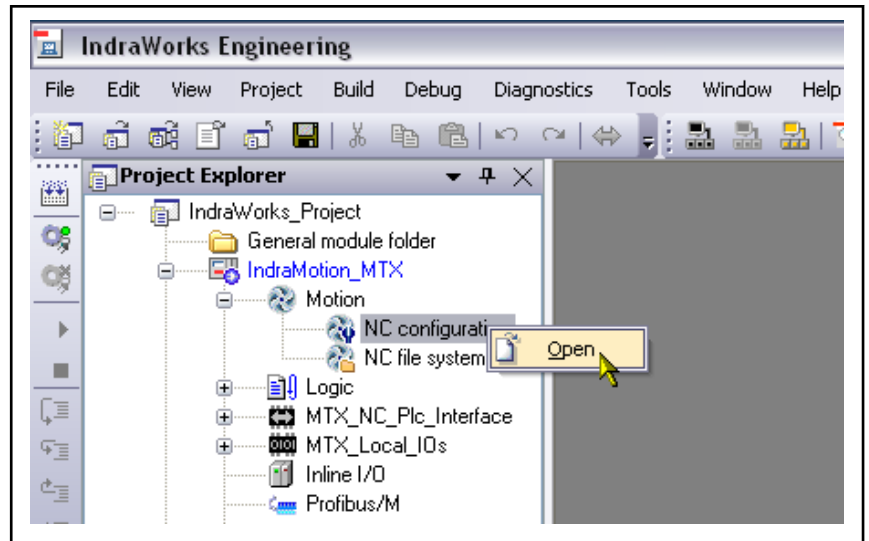 IndraWorks Engineering
File Edit View Project Build Debug Diagnostics Tools Window Help
Project Explorer
IndraWorks_Project
General module folder
IndraMotion_MTX
Motion
NC configurati
Open
NC file system
Logic
MTX_NC_Plc_Interface
MTX_Local_IOs
Inline I/O
Profibus/M